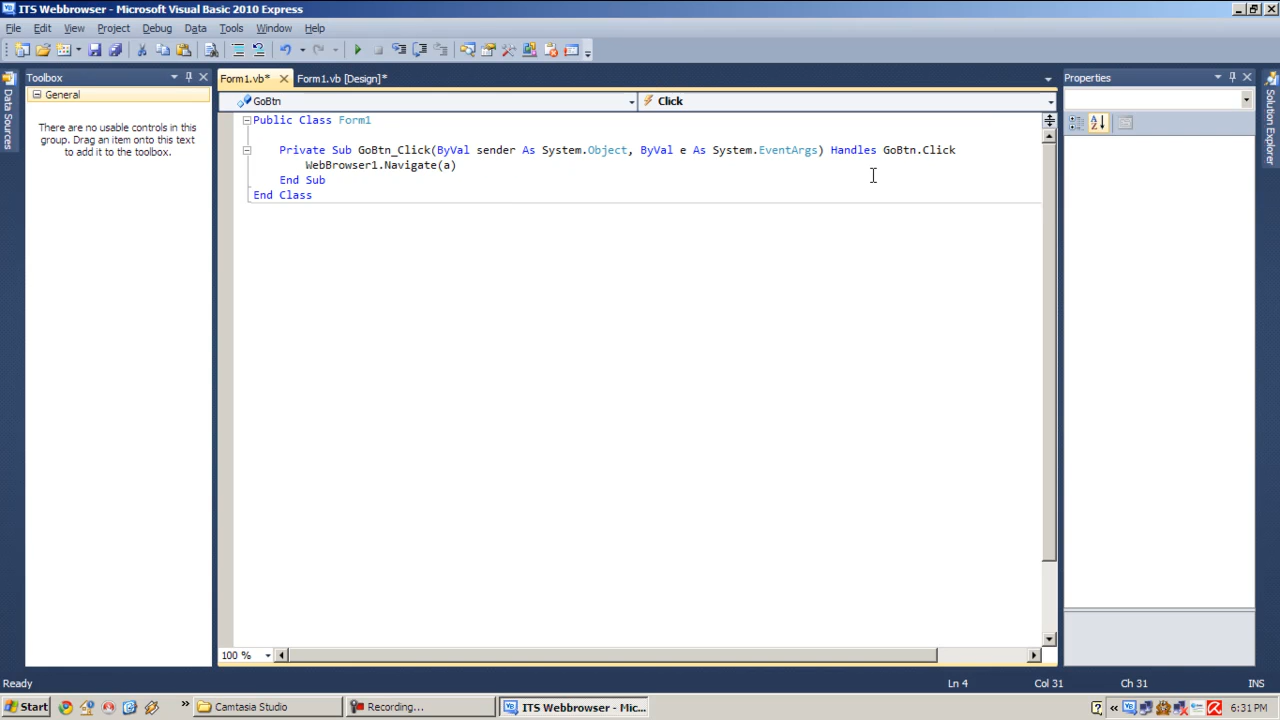 ITS Webbrowser - Microsoft Visual Basic 2010 Express
File Edit View Project Debug Data Tools Window Help
Toolbox
Form1.vb*
Form1.vb [Design]*
Properties
Data Sources
General
There are no usable controls in this
group. Drag an item onto this text
to add it to the toolbox.
GoBtn
Click
Public Class Form1
Private Sub GoBtn_Click(ByVal sender As System.Object, ByVal e As System.EventArgs) Handles GoBtn.Click
WebBrowser1.Navigate(a)
End Sub
End Class
Solution Explorer
100 %
Ready
Ln 4
Col 31
Ch 31
INS
Start
Camtasia Studio
Recording...
ITS Webbrowser - Mic...
6:31 PM